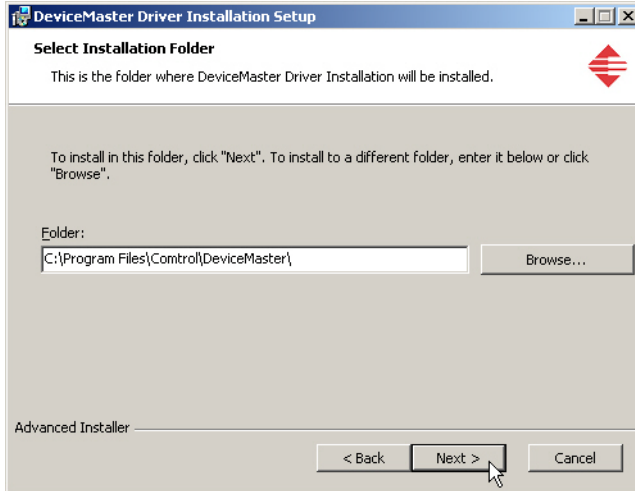 DeviceMaster Driver Installation Setup
Select Installation Folder
This is the folder where DeviceMaster Driver Installation will be installed.
To install in this folder, click "Next". To install to a different folder, enter it below or click
"Browse".
Folder:
C:\Program Files\Comtrol\DeviceMaster\
Browse...
Advanced Installer
< Back
Next >
Cancel